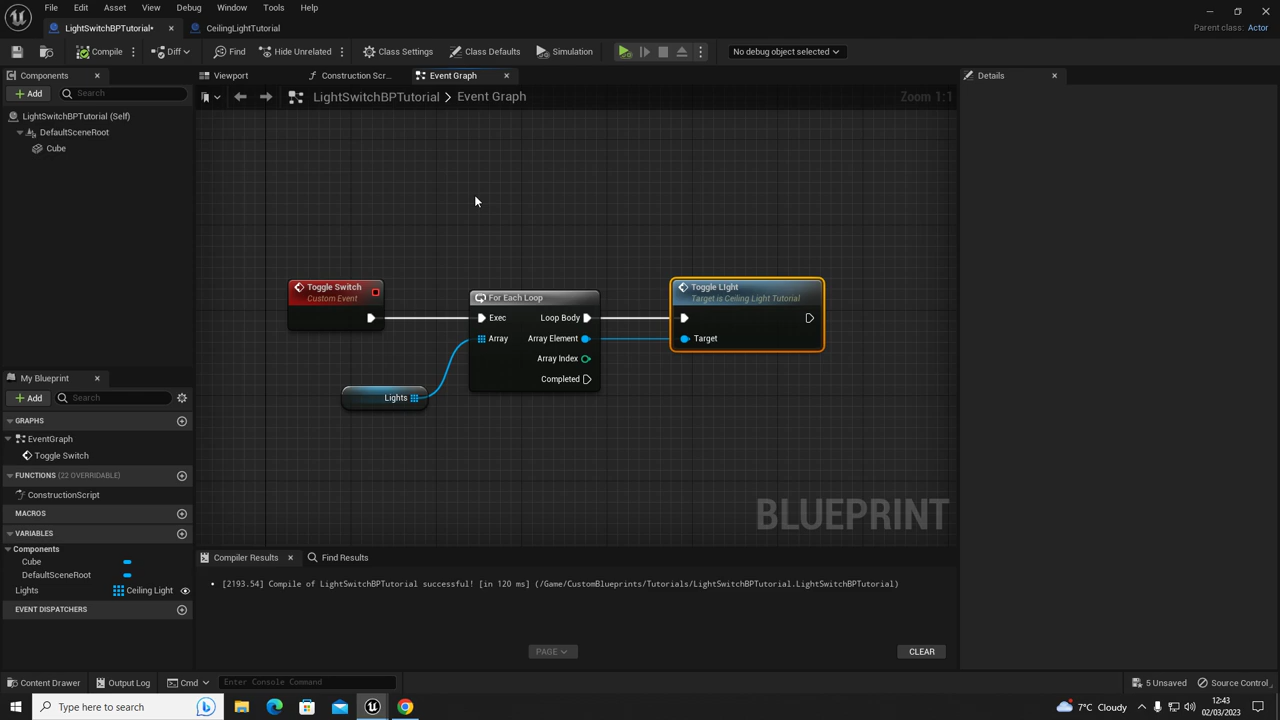 File Edit Asset View Debug Window Tools Help
LightSwitchBPTutorial* CeilingLightTutorial
Parent class: Actor
Compile Diff Find Hide Unrelated Class Settings Class Defaults Simulation No debug object selected
Components
Viewport Construction Scr... Event Graph
Details
Add Search
LightSwitchBPTutorial > Event Graph
Zoom 1:1
LightSwitchBPTutorial (Self)
DefaultSceneRoot
Cube
Toggle Switch
Custom Event
For Each Loop
Exec Loop Body
Array Array Element
Array Index
Completed
Toggle LIght
Target is Ceiling Light Tutorial
Target
Lights
My Blueprint
Add Search
GRAPHS
EventGraph
Toggle Switch
FUNCTIONS (22 OVERRIDABLE)
ConstructionScript
MACROS
VARIABLES
Components
Cube
DefaultSceneRoot
Lights Ceiling Light
EVENT DISPATCHERS
BLUEPRINT
Compiler Results Find Results
[2193.54] Compile of LightSwitchBPTutorial successful! [in 120 ms] (/Game/CustomBlueprints/Tutorials/LightSwitchBPTutorial.LightSwitchBPTutorial)
PAGE
CLEAR
Content Drawer Output Log Cmd Enter Console Command
5 Unsaved Source Control
Type here to search
7°C Cloudy
12:43
02/03/2023